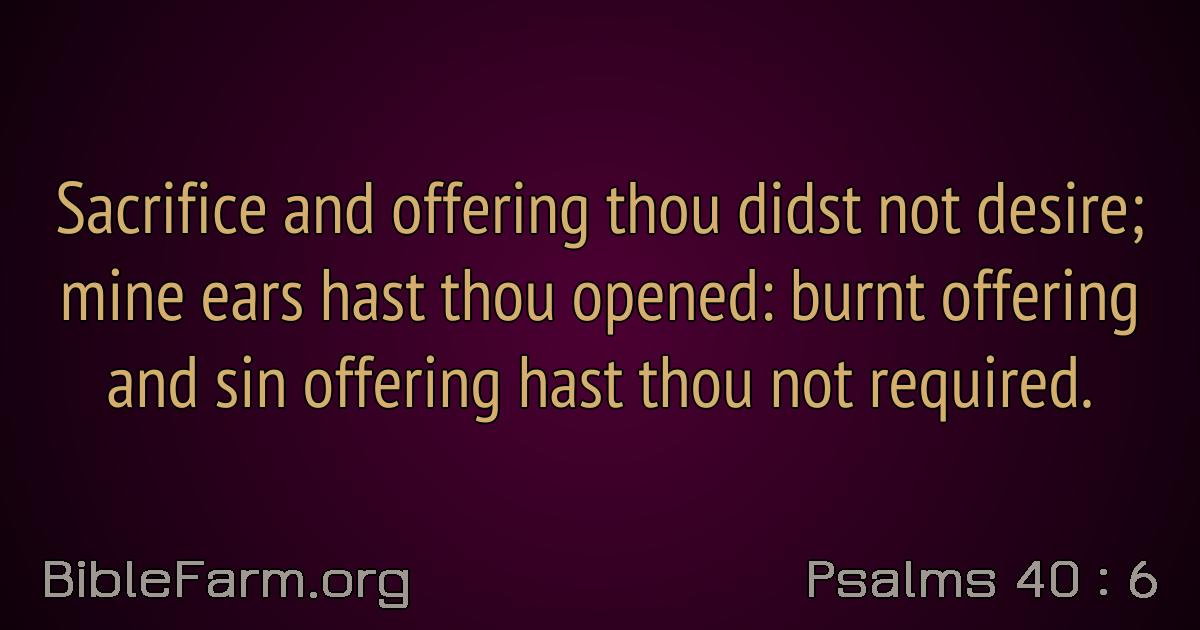 Sacrifice and offering thou didst not desire;
mine ears hast thou opened: burnt offering
and sin offering hast thou not required.
BibleFarm.org
Psalms 40 : 6